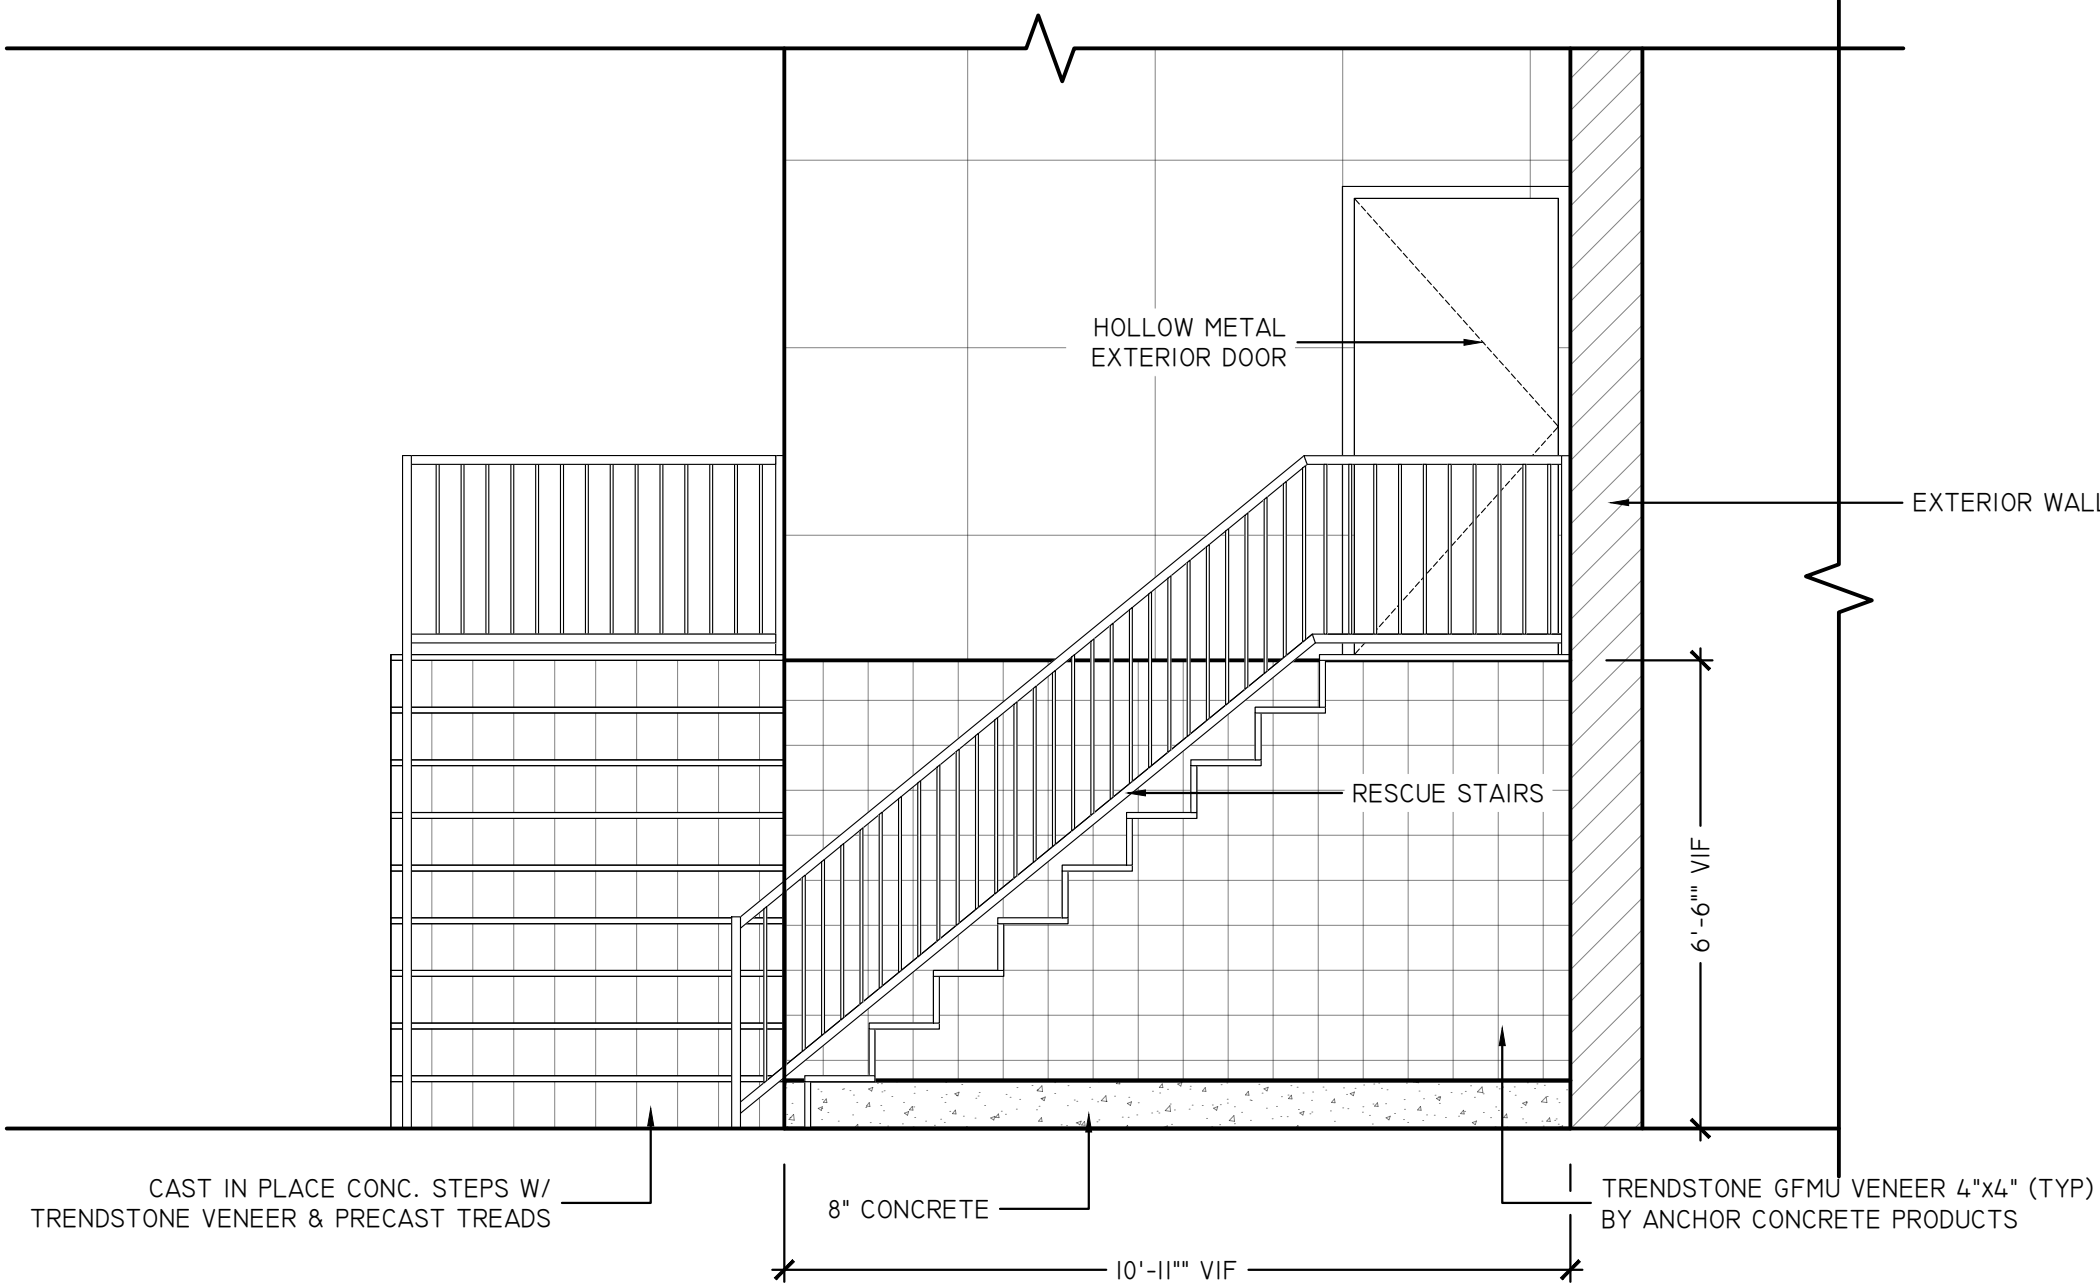 HOLLOW METAL
EXTERIOR DOOR
EXTERIOR WALL
RESCUE STAIRS
6'-6"" VIF
CAST IN PLACE CONC. STEPS W/
TRENDSTONE VENEER & PRECAST TREADS
8" CONCRETE
TRENDSTONE GFMU VENEER 4"x4" (TYP)
BY ANCHOR CONCRETE PRODUCTS
10'-11"" VIF